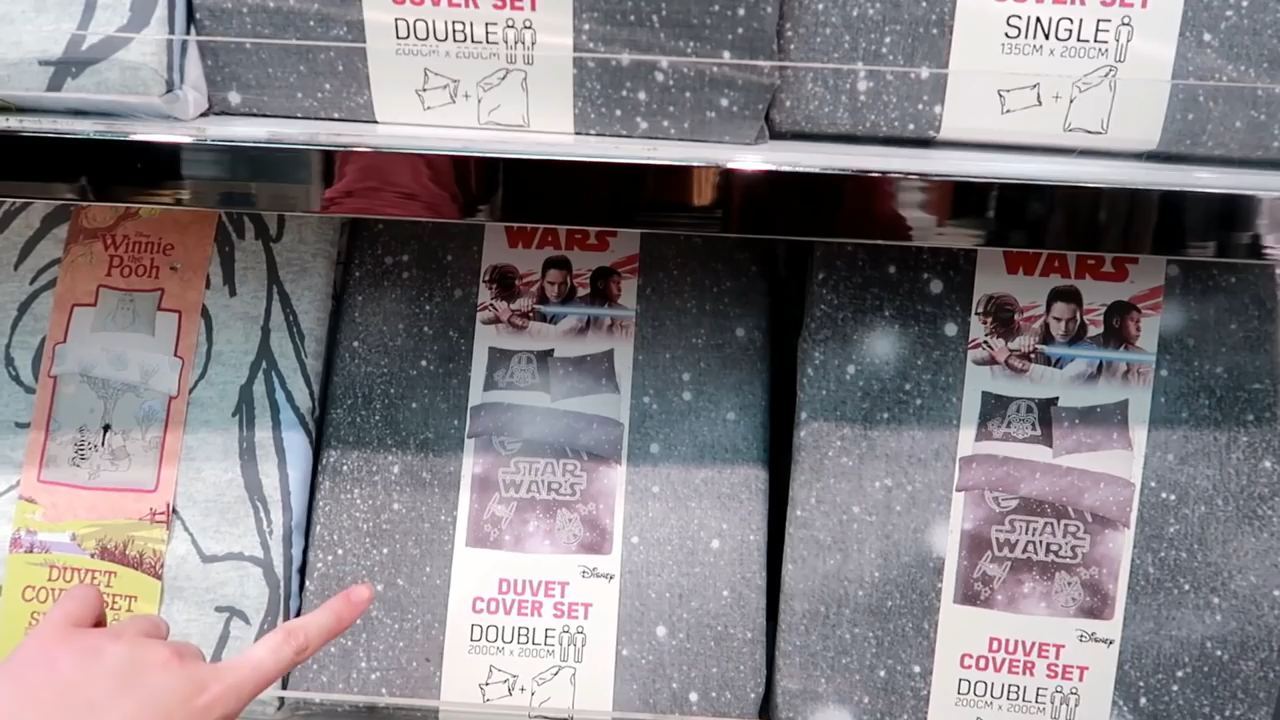 COVER SET
DOUBLE
200CM x 200CM
+
COVER SET
SINGLE
135CM x 200CM
+
Disney
Winnie
the
Pooh
DUVET
COVER SET
WARS
STAR
WARS
Disney
DUVET
COVER SET
DOUBLE
200CM x 200CM
+
WARS
STAR
WARS
Disney
DUVET
COVER SET
DOUBLE
200CM x 200CM